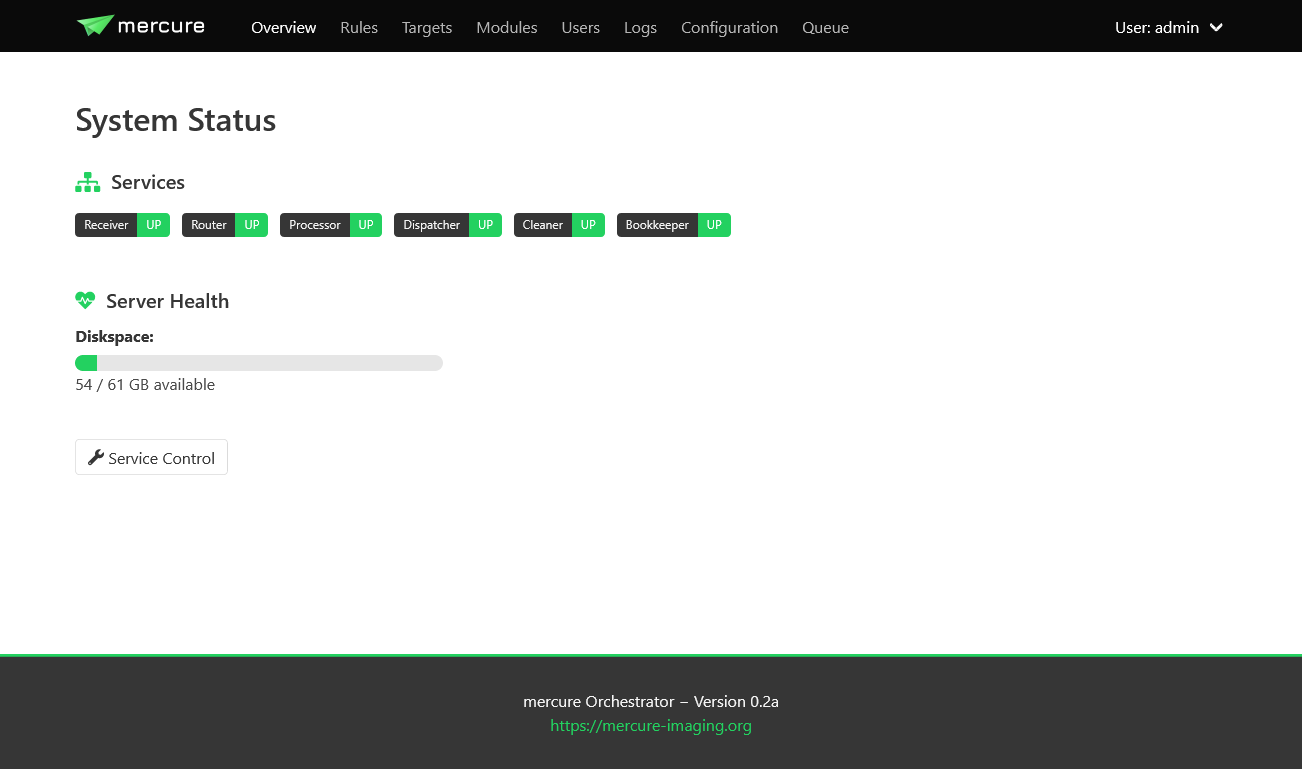 mercure Overview Rules Targets Modules Users Logs Configuration Queue User: admin
System Status
Services
Receiver UP Router UP Processor UP Dispatcher UP Cleaner UP Bookkeeper UP
Server Health
Diskspace:
54 / 61 GB available
Service Control
mercure Orchestrator – Version 0.2a
https://mercure-imaging.org